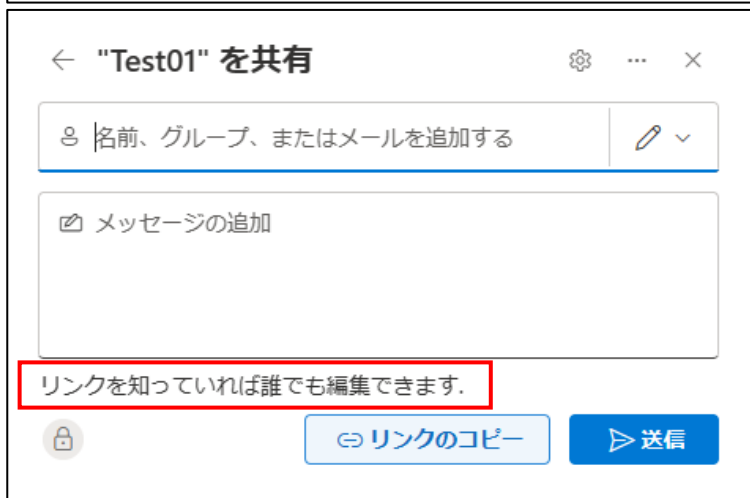 "Test01" を共有
名前、グループ、またはメールを追加する
メッセージの追加
リンクを知っていれば誰でも編集できます.
リンクのコピー
送信